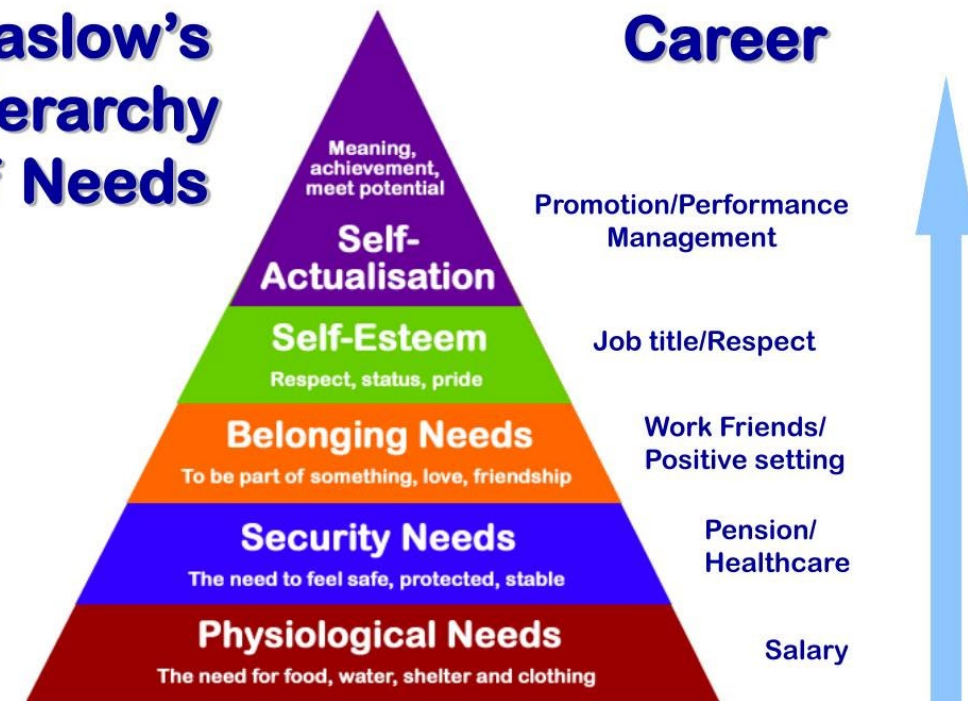 aslow's
erarchy
f Needs
Career
Meaning,
achievement,
meet potential
Self-
Actualisation
Promotion/Performance
Management
Self-Esteem
Respect, status, pride
Job title/Respect
Belonging Needs
To be part of something, love, friendship
Work Friends/
Positive setting
Security Needs
The need to feel safe, protected, stable
Pension/
Healthcare
Physiological Needs
The need for food, water, shelter and clothing
Salary